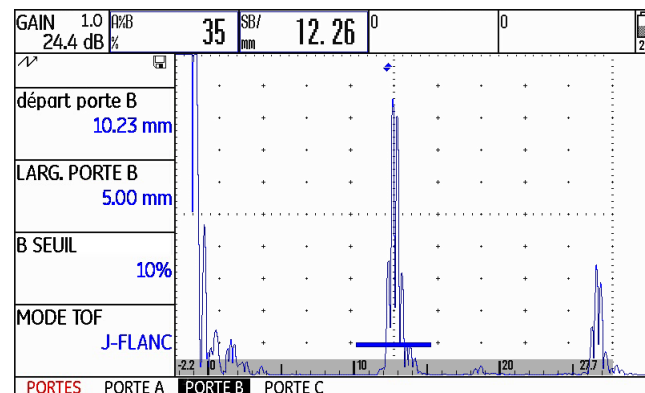 GAIN 1.0 A%B 35 SB/ 12.26 0 0
24.4 dB % mm 2
départ porte B
10.23 mm
LARG. PORTE B
5.00 mm
B SEUIL
10%
MODE TOF
J-FLANC
-2.2 0 10 20 27.7
PORTES PORTE A PORTE B PORTE C